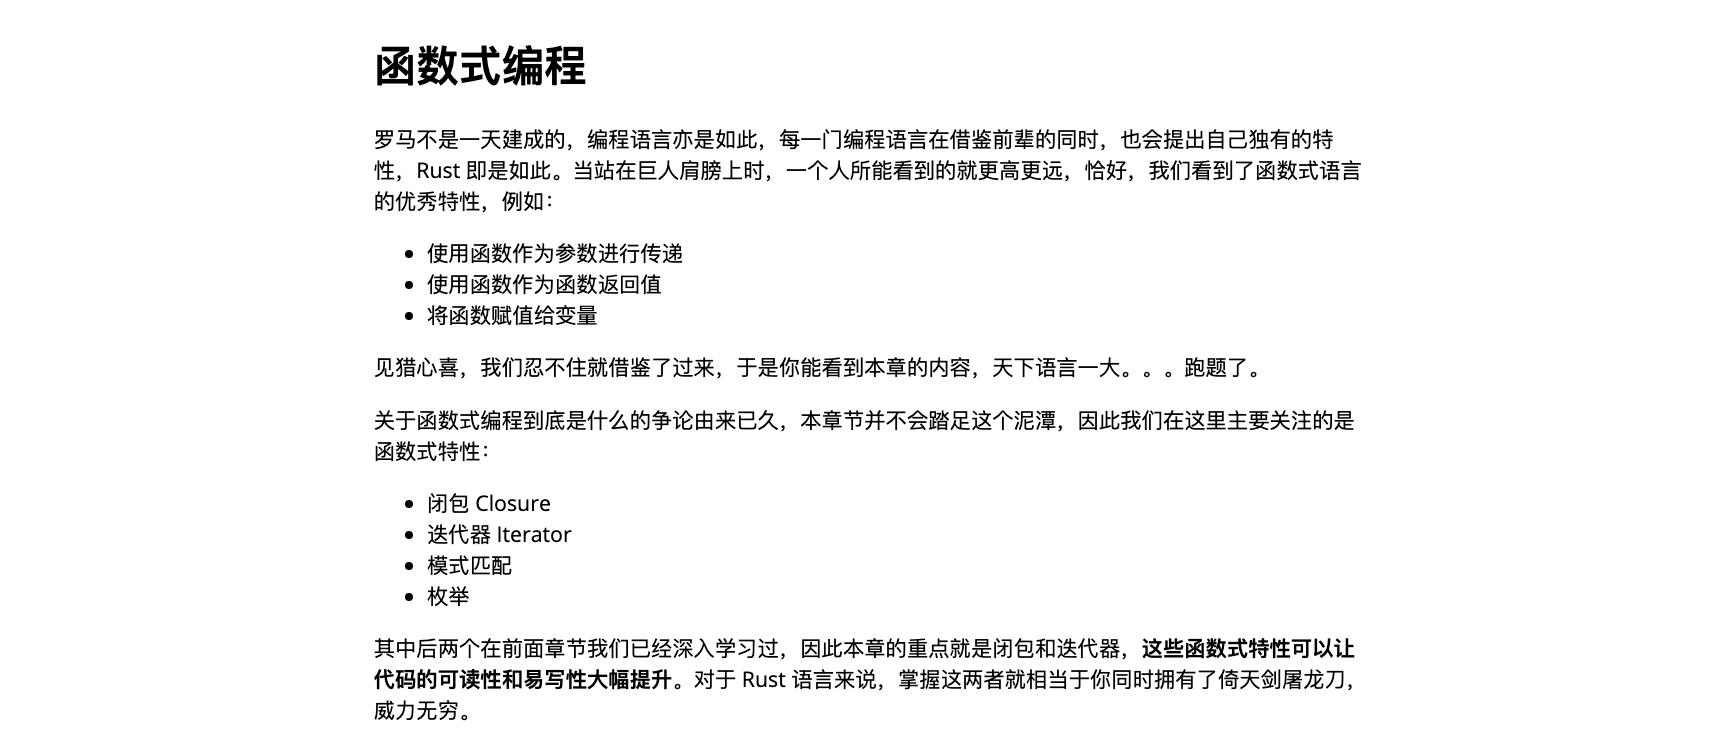 函数式编程
罗马不是一天建成的，编程语言亦是如此，每一门编程语言在借鉴前辈的同时，也会提出自己独有的特
性，Rust 即是如此。当站在巨人肩膀上时，一个人所能看到的就更高更远，恰好，我们看到了函数式语言
的优秀特性，例如：
• 使用函数作为参数进行传递
• 使用函数作为函数返回值
• 将函数赋值给变量
见猎心喜，我们忍不住就借鉴了过来，于是你能看到本章的内容，天下语言一大。。。跑题了。
关于函数式编程到底是什么的争论由来已久，本章节并不会踏足这个泥潭，因此我们在这里主要关注的是
函数式特性：
• 闭包 Closure
• 迭代器 Iterator
• 模式匹配
• 枚举
其中后两个在前面章节我们已经深入学习过，因此本章的重点就是闭包和迭代器，这些函数式特性可以让
代码的可读性和易写性大幅提升。对于 Rust 语言来说，掌握这两者就相当于你同时拥有了倚天剑屠龙刀，
威力无穷。